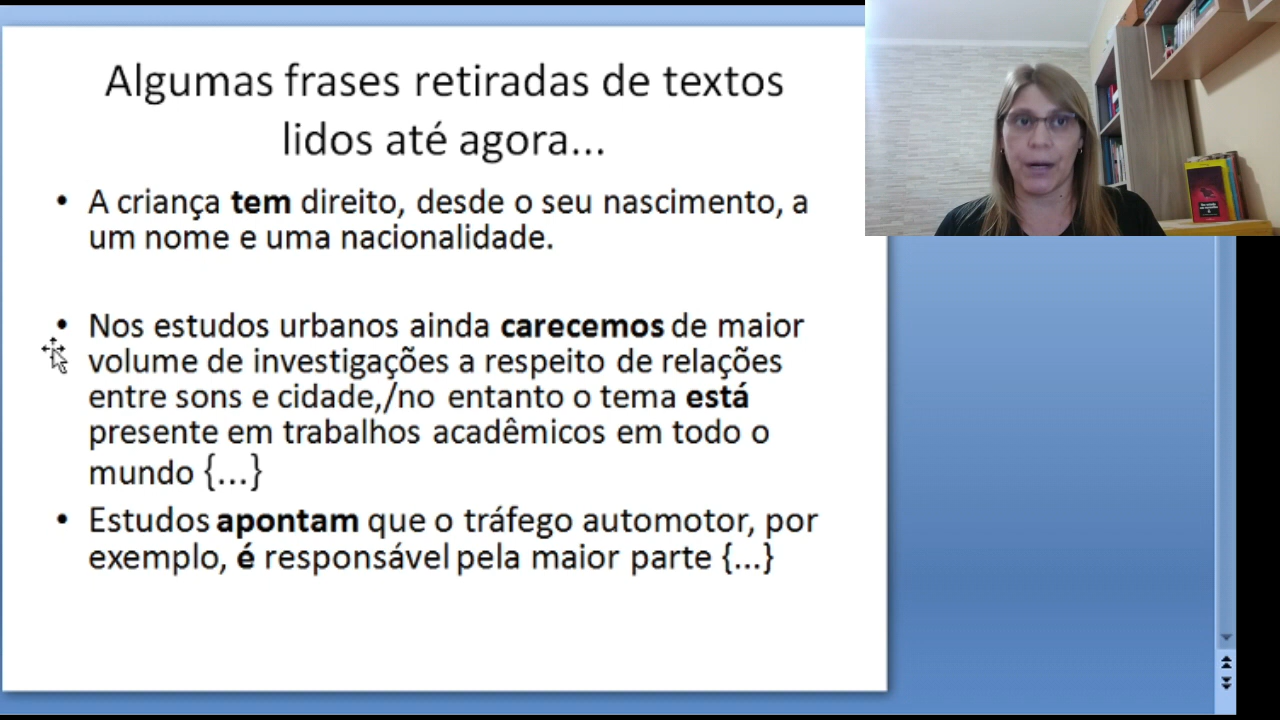 Algumas frases retiradas de textos
lidos até agora...
• A criança tem direito, desde o seu nascimento, a
um nome e uma nacionalidade.
• Nos estudos urbanos ainda carecemos de maior
volume de investigações a respeito de relações
entre sons e cidade,/no entanto o tema está
presente em trabalhos acadêmicos em todo o
mundo {...}
• Estudos apontam que o tráfego automotor, por
exemplo, é responsável pela maior parte {...}